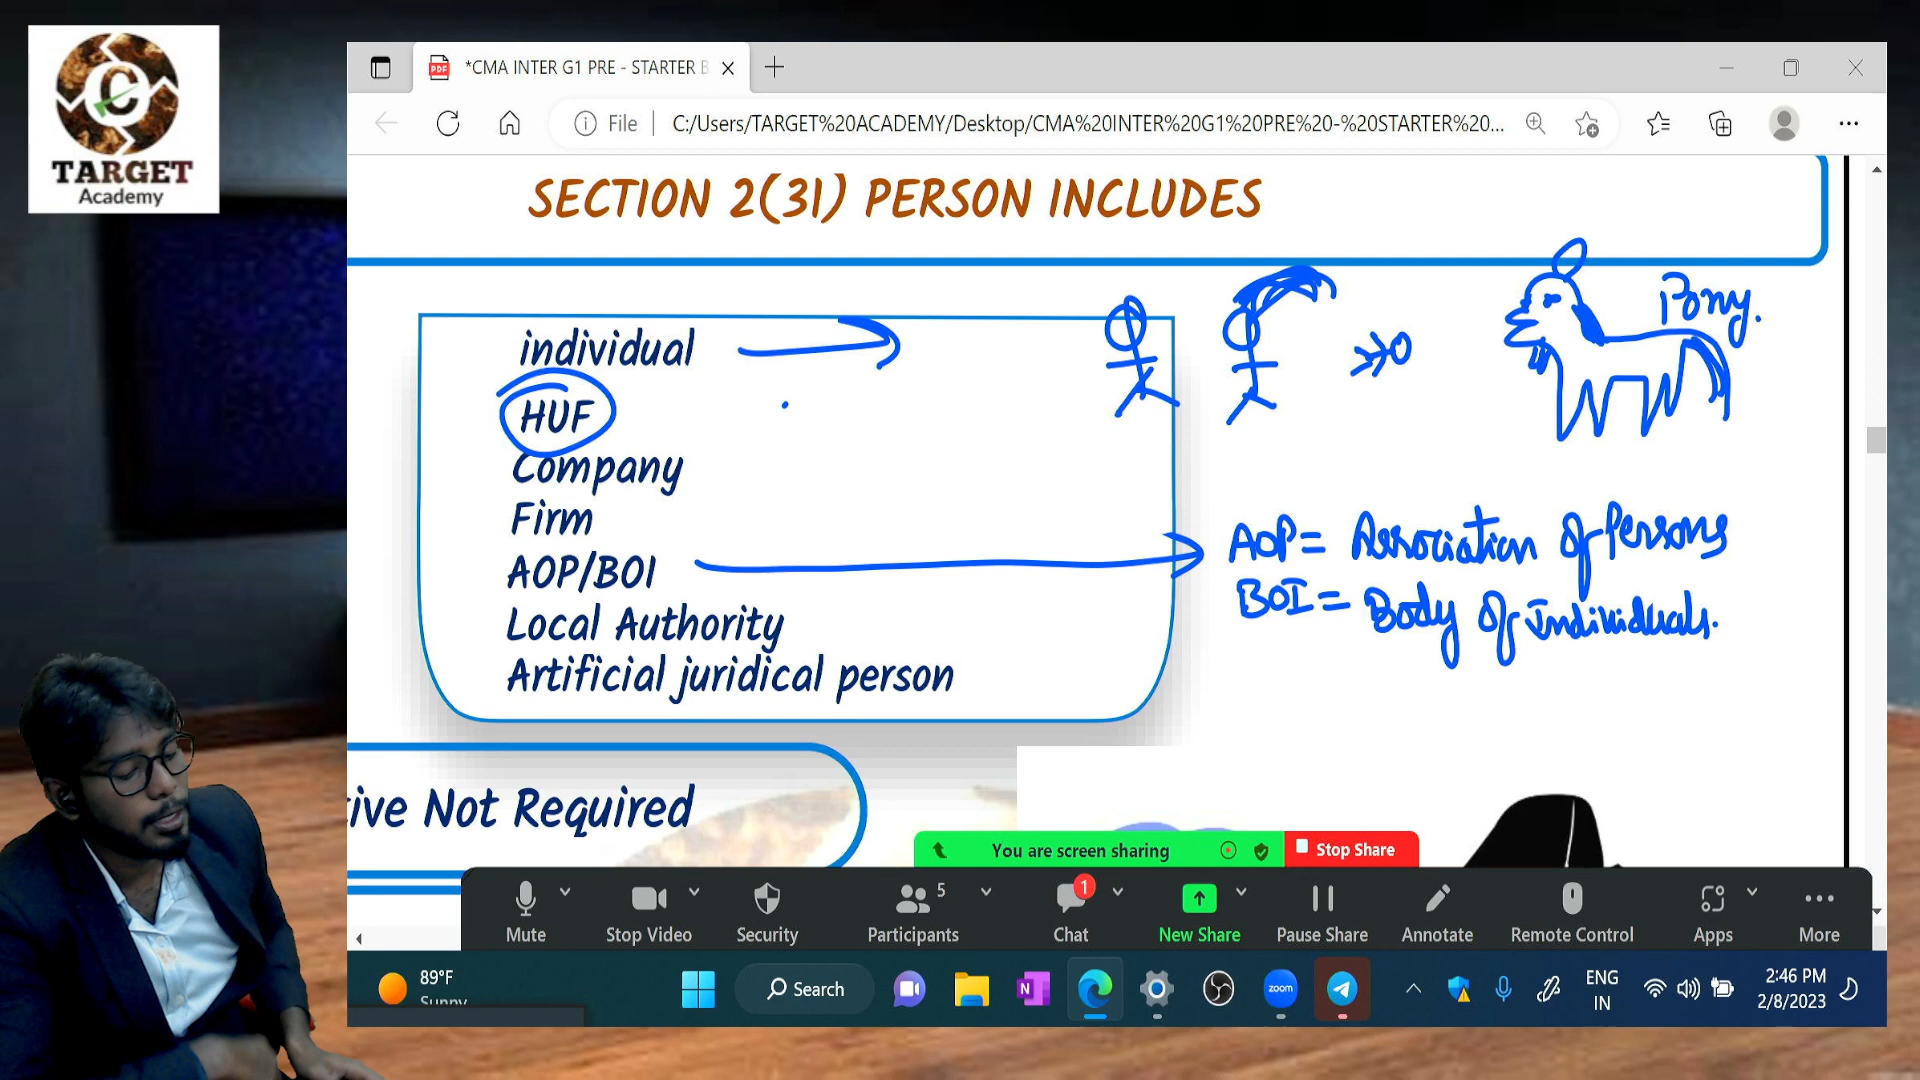 TARGET
Academy
*CMA INTER G1 PRE - STARTER B
File
C:/Users/TARGET%20ACADEMY/Desktop/CMA%20INTER%20G1%20PRE%20-%20STARTER%20...
SECTION 2(31) PERSON INCLUDES
individual
Pony.
HUF
Company
Firm
AOP/BOI
AOP= Association Of Persons
BOI= Body Of Individuals.
Local Authority
Artificial juridical person
tive Not Required
You are screen sharing
Stop Share
5
1
Mute
Stop Video
Security
Participants
Chat
New Share
Pause Share
Annotate
Remote Control
Apps
More
89°F
Sunny
Search
zoom
ENG
IN
2:46 PM
2/8/2023